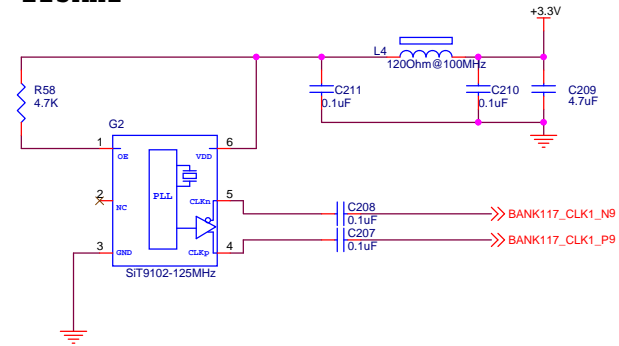 +3.3V
L4
120Ohm@100MHz
R58
4.7K
C211
0.1uF
C210
0.1uF
C209
4.7uF
G2
1
6
OE
VDD
2
NC
PLL
CLKn
5
C208
0.1uF
BANK117_CLK1_N9
3
GND
CLKp
4
C207
0.1uF
BANK117_CLK1_P9
SiT9102-125MHz